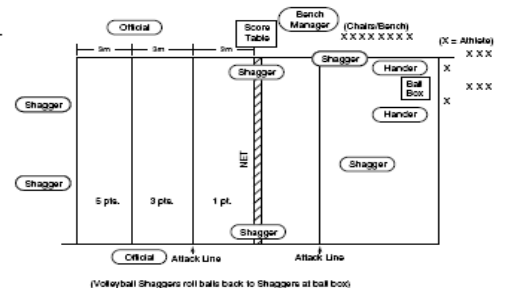 Official
Score
Table
Bench
Manager
(Chairs/Bench)
X X X X X X X X
(X = Athlete)
X X X
3m
3m
3m
Shagger
Shagger
Hander
X
Ball
Box
X X X
X
Hander
Shagger
NET
Shagger
Shagger
5 pts.
3 pts.
1 pt.
Shagger
Official
Attack Line
Attack Line
(Volleyball Shaggers roll balls back to Shaggers at ball box)